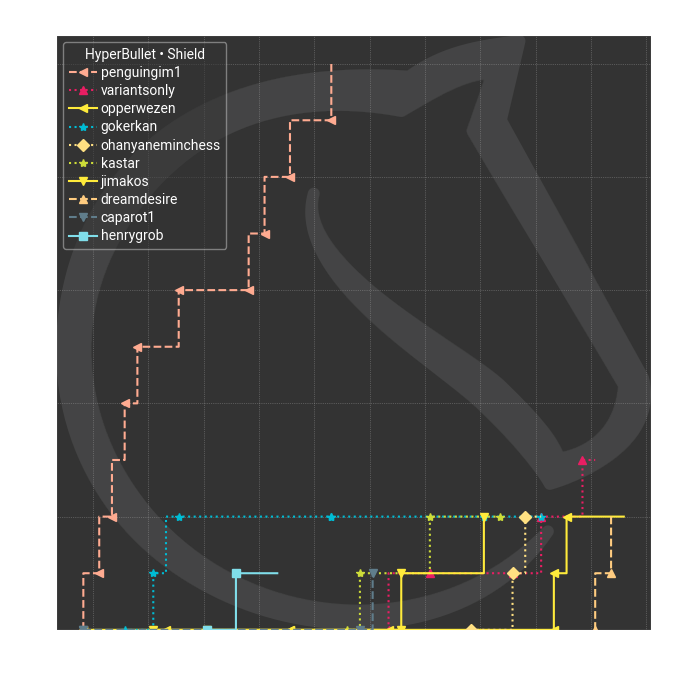 HyperBullet • Shield
penguingim1
variantsonly
opperwezen
gokerkan
ohanyaneminchess
kastar
jimakos
dreamdesire
caparot1
henrygrob